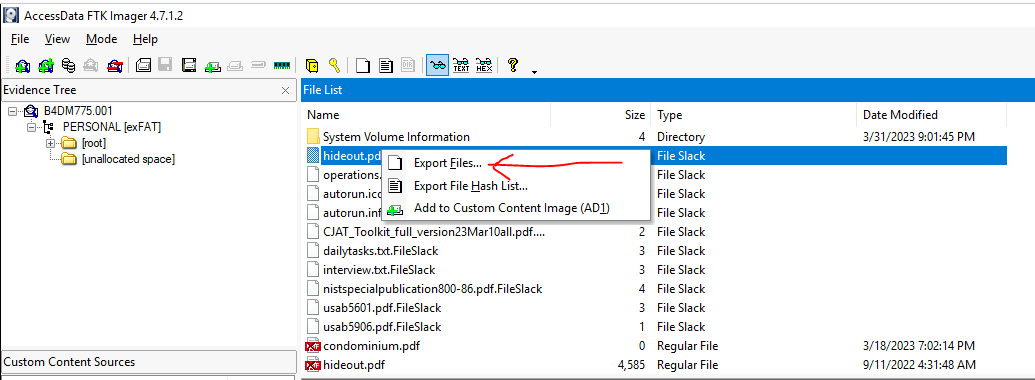 AccessData FTK Imager 4.7.1.2
File View Mode Help
TEXT HEX
Evidence Tree
File List
B4DM775.001
PERSONAL [exFAT]
[root]
[unallocated space]
Custom Content Sources
Name Size Type Date Modified
System Volume Information 4 Directory 3/31/2023 9:01:45 PM
hideout.pd File Slack
operations. File Slack
autorun.ico File Slack
autorun.inf File Slack
Export Files...
Export File Hash List...
Add to Custom Content Image (AD1)
CJAT_Toolkit_full_version23Mar10all.pdf.... 2 File Slack
dailytasks.txt.FileSlack 3 File Slack
interview.txt.FileSlack 3 File Slack
nistspecialpublication800-86.pdf.FileSlack 4 File Slack
usab5601.pdf.FileSlack 3 File Slack
usab5906.pdf.FileSlack 1 File Slack
condominium.pdf 0 Regular File 3/18/2023 7:02:14 PM
hideout.pdf 4,585 Regular File 9/11/2022 4:31:48 AM